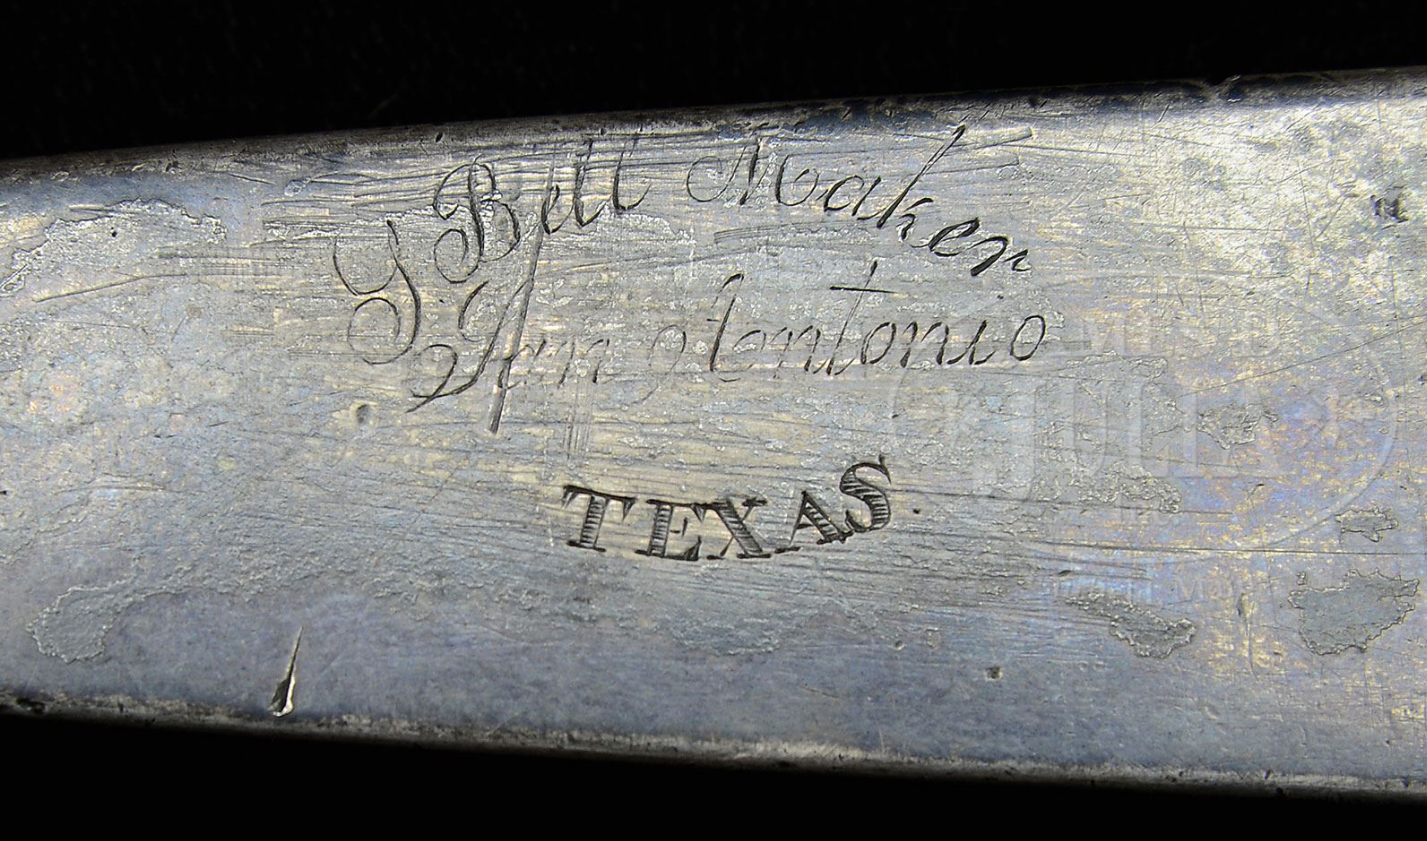 S. Bell Maker
San Antonio
TEXAS.